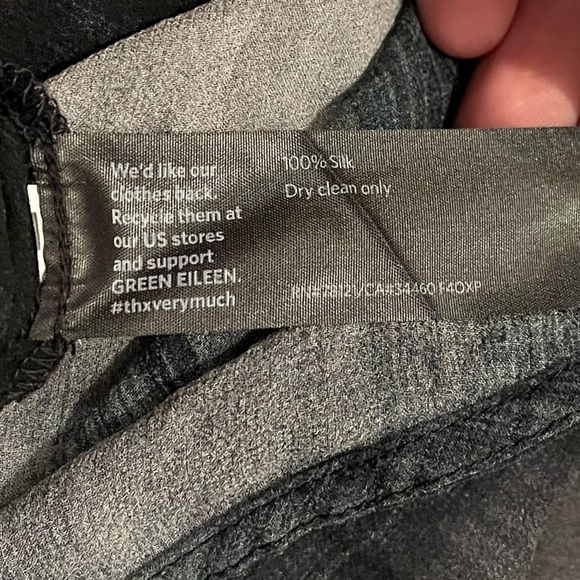 We'd like our
clothes back.
Recycle them at
our US stores
and support
GREEN EILEEN.
#thxverymuch
100% Silk
Dry clean only
RN#78121/CA#34460 F4OXP